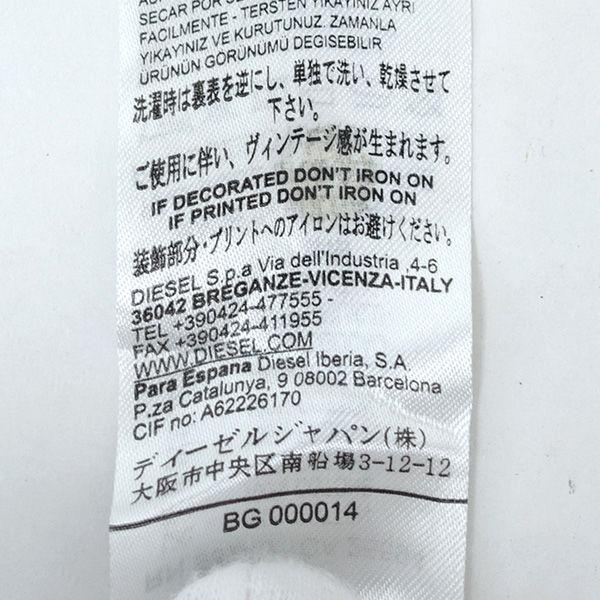 SECAR POR
FACILMENTE - TERSTEN YIKAYINIZ AYRI
YIKAYINIZ VE KURUTUNUZ. ZAMANLA
ÜRÜNÜN GÖRÜNÜMÜ DEGISEBILIR
洗濯時は裏表を逆にし、単独で洗い、乾燥させて
下さい。
ご使用に伴い、ヴィンテージ感が生まれます。
IF DECORATED DON'T IRON ON
IF PRINTED DON'T IRON ON
装飾部分・プリントへのアイロンはお避けください。
DIESEL S.p.a Via dell'Industria ,4-6
36042 BREGANZE-VICENZA-ITALY
TEL +390424-477555 -
FAX +390424-411955
WWW.DIESEL.COM
Para Espana Diesel Iberia, S.A.
P.za Catalunya, 9 08002 Barcelona
CIF no: A62226170
ディーゼルジャパン(株)
大阪市中央区南船場3-12-12
BG 000014